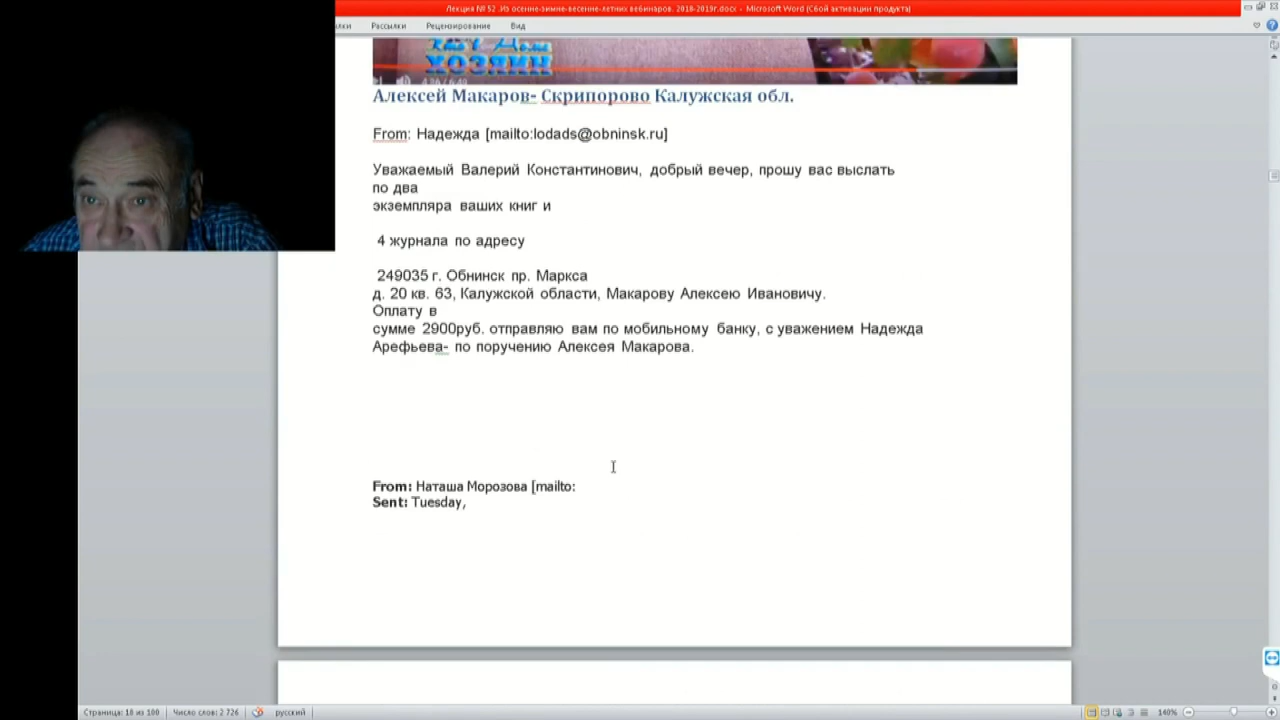 Лекция № 52 .Из осенне-зимне-весенне-летних вебинаров. 2018-2019г.docx - Microsoft Word (Сбой активации продукта)
Рассылки Рецензирование Вид
ХОЗЯИН
Алексей Макаров- Скрипорово Калужская обл.
From: Надежда [mailto:lodads@obninsk.ru]
Уважаемый Валерий Константинович, добрый вечер, прошу вас выслать
по два
экземпляра ваших книг и
4 журнала по адресу
249035 г. Обнинск пр. Маркса
д. 20 кв. 63, Калужской области, Макарову Алексею Ивановичу.
Оплату в
сумме 2900руб. отправляю вам по мобильному банку, с уважением Надежда
Арефьева- по поручению Алексея Макарова.
From: Наташа Морозова [mailto:
Sent: Tuesday,
Страница: 18 из 100 Число слов: 2 726 русский 140%